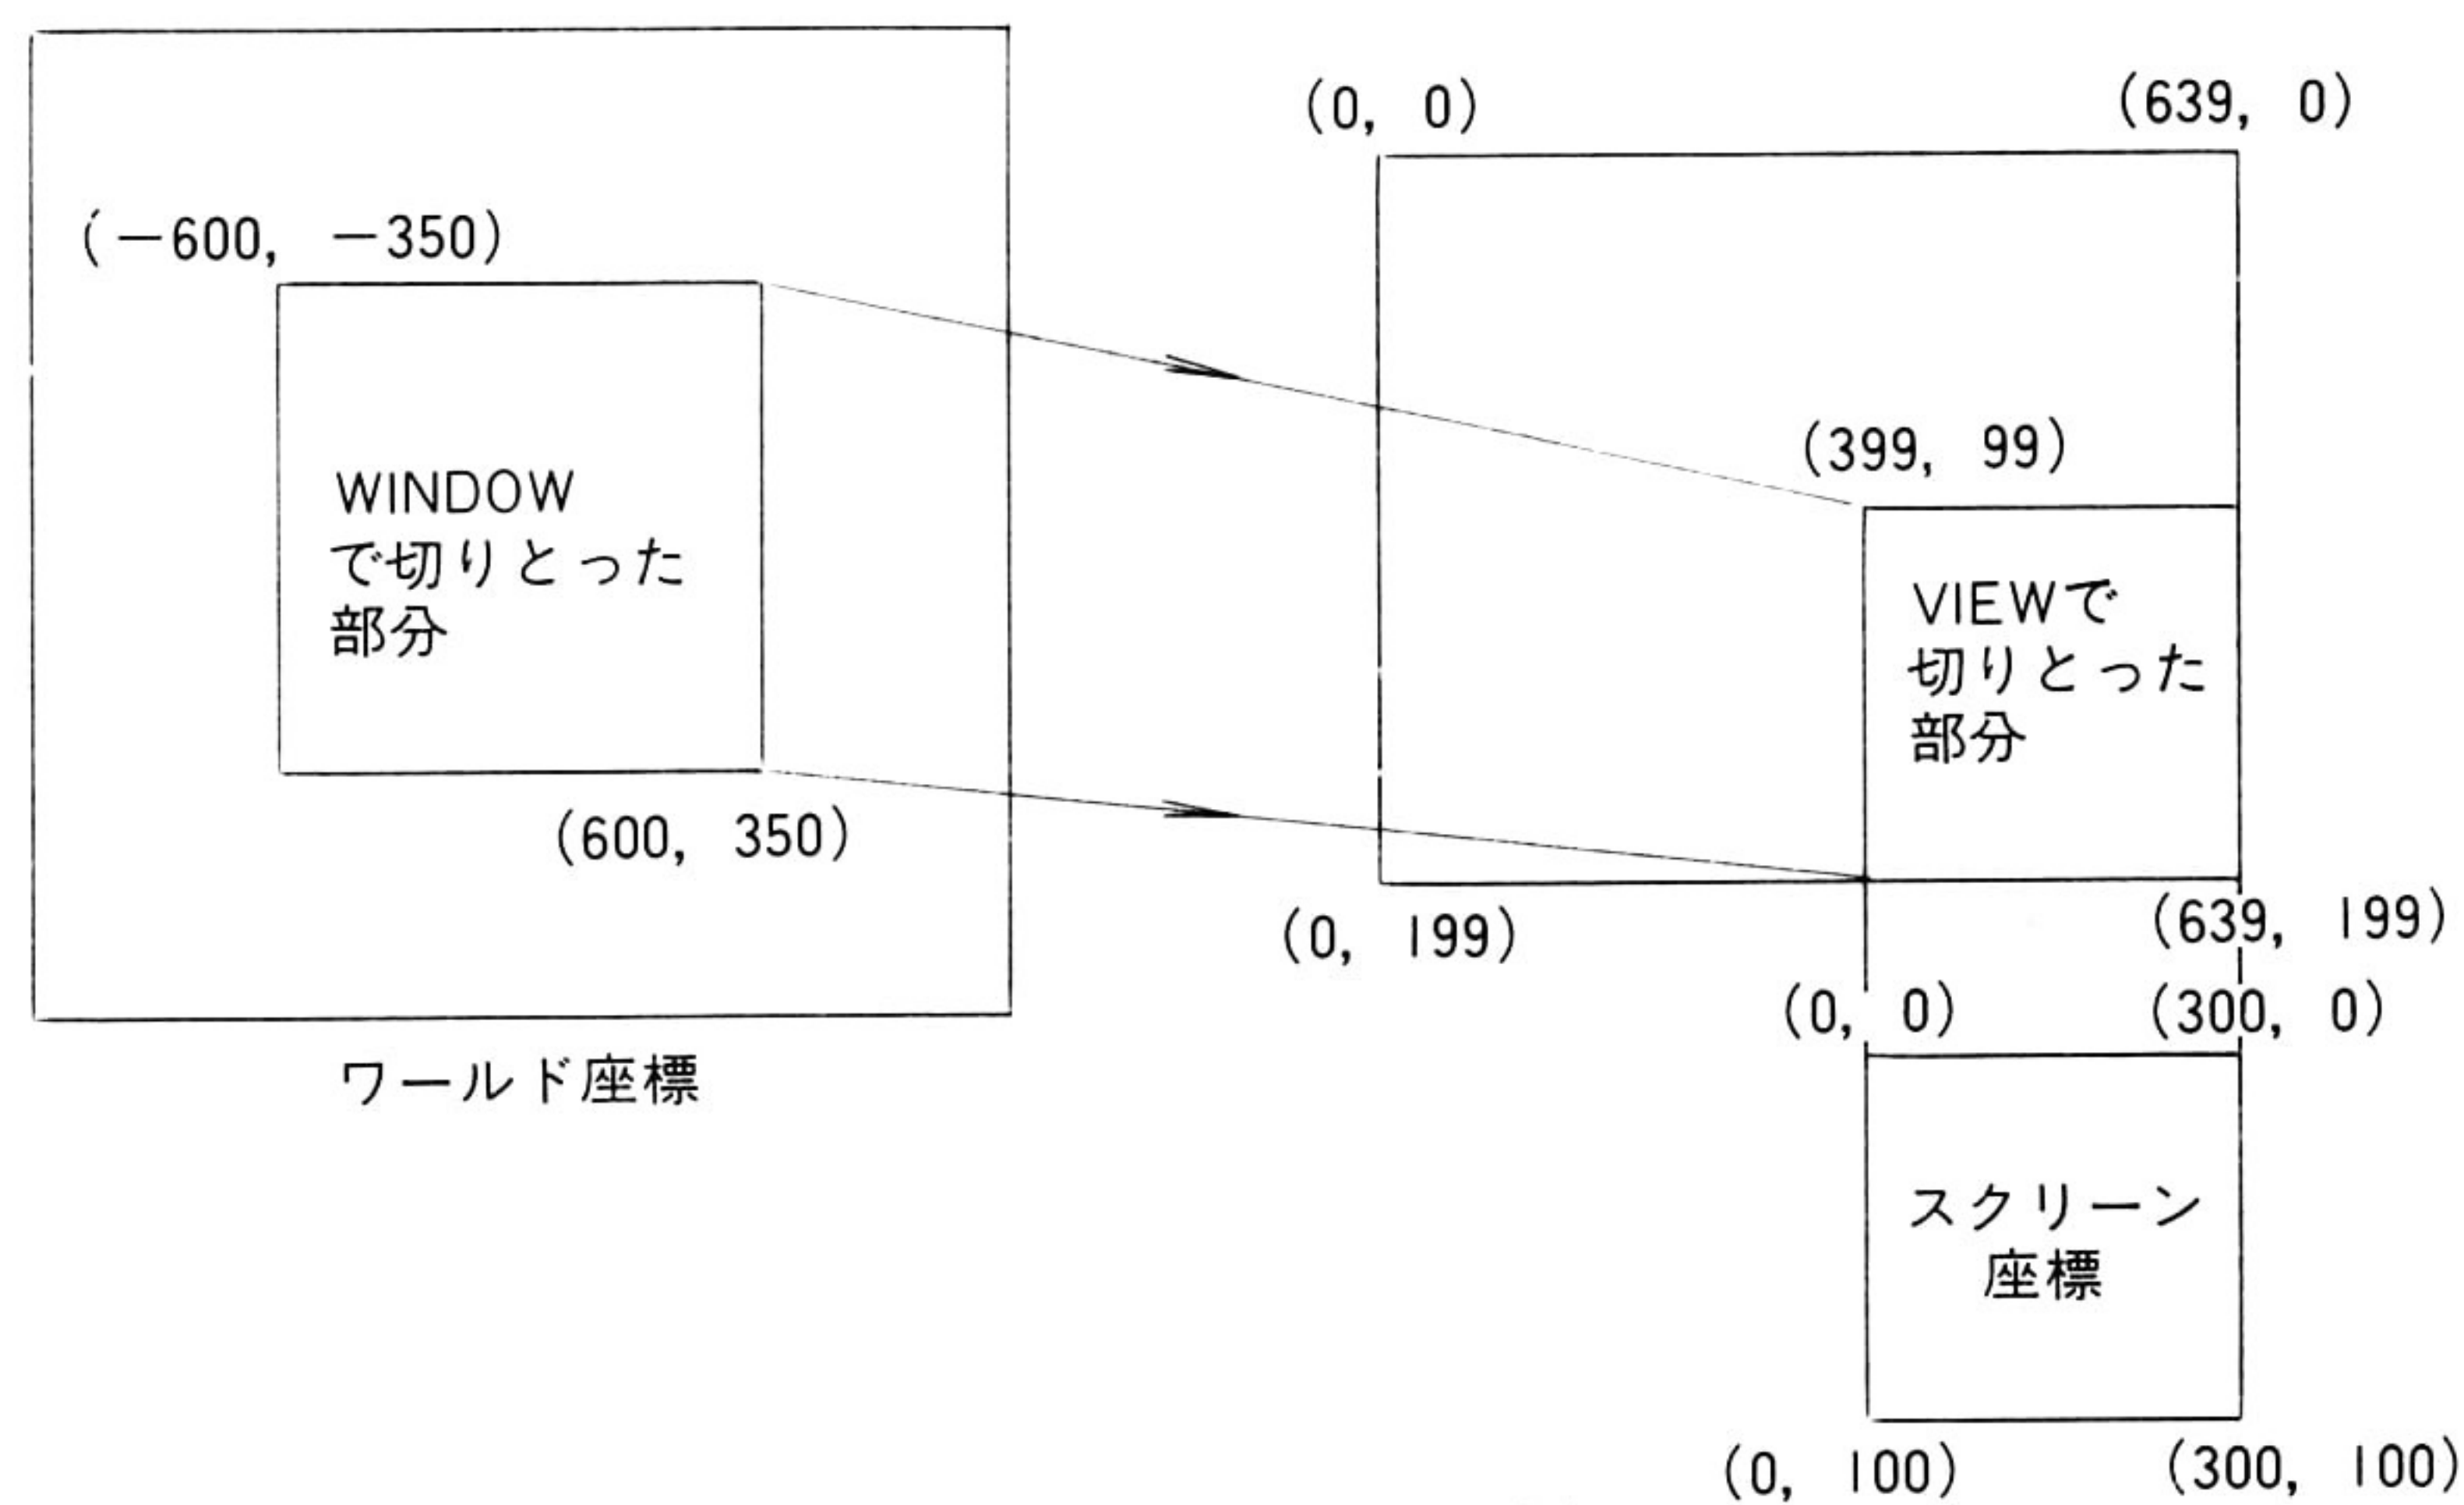 (0, 0)
(639, 0)
(−600, −350)
(399, 99)
WINDOW
で切りとった
部分
VIEWで
切りとった
部分
(600, 350)
(0, 199)
(639, 199)
(0, 0)
(300, 0)
ワールド座標
スクリーン
座標
(0, 100)
(300, 100)